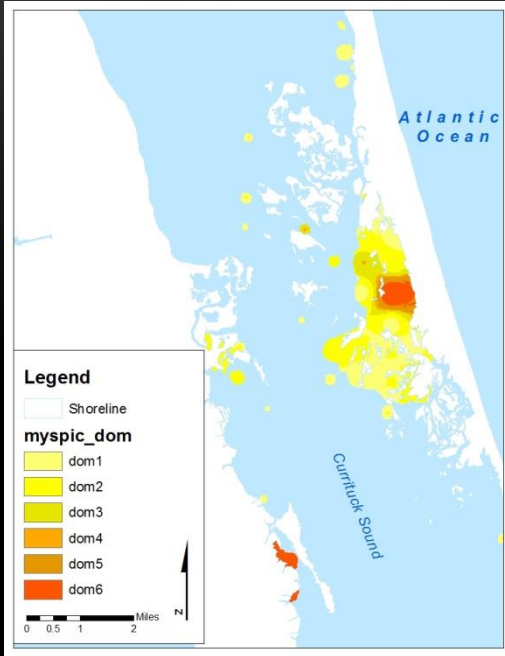 Atlantic
Ocean
Currituck Sound
Legend
Shoreline
myspic_dom
dom1
dom2
dom3
dom4
dom5
dom6
Miles
0 0.5 1 2
N